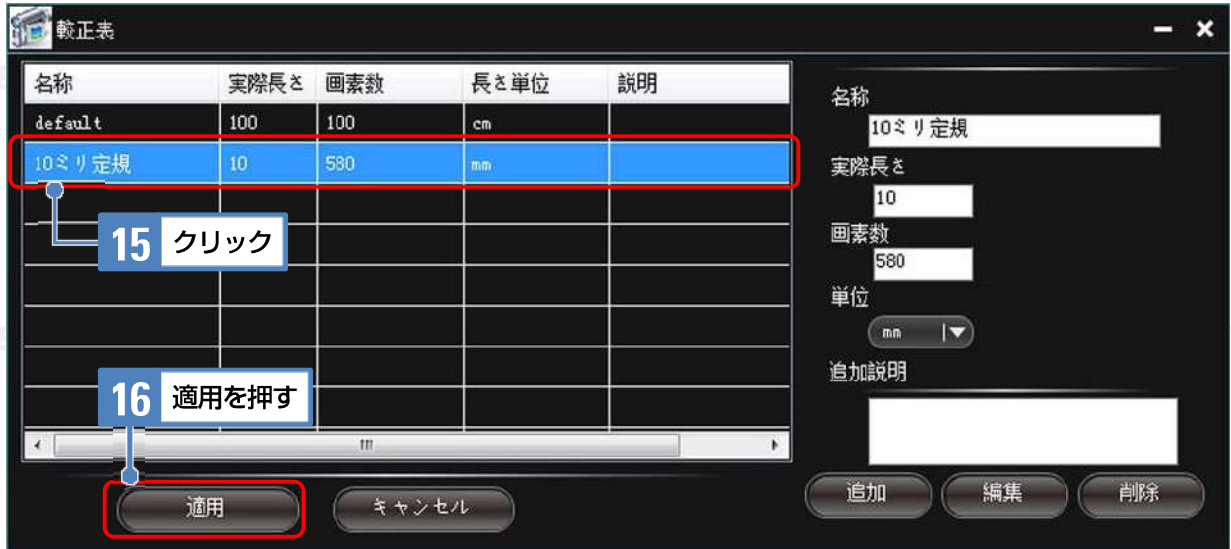 較正表
名称 実際長さ 画素数 長さ単位 説明
default 100 100 cm
10ミリ定規 10 580 mm
15 クリック
16 適用を押す
適用 キャンセル
名称
10ミリ定規
実際長さ
10
画素数
580
単位
mm
追加説明
追加 編集 削除